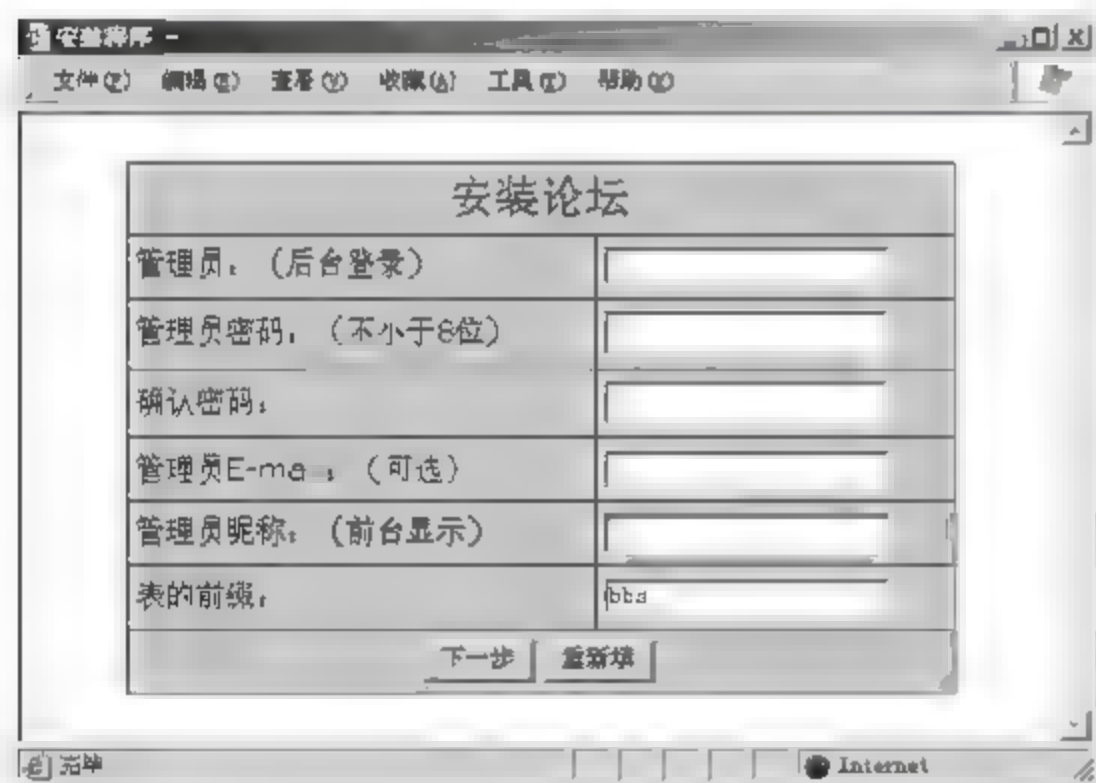 安装程序 -
文件(F) 编辑(E) 查看(V) 收藏(A) 工具(T) 帮助(H)
安装论坛
管理员：（后台登录）
管理员密码：（不小于8位）
确认密码：
管理员E-ma：（可选）
管理员昵称：（前台显示）
表的前缀： bbs
下一步 重新填
完毕 Internet